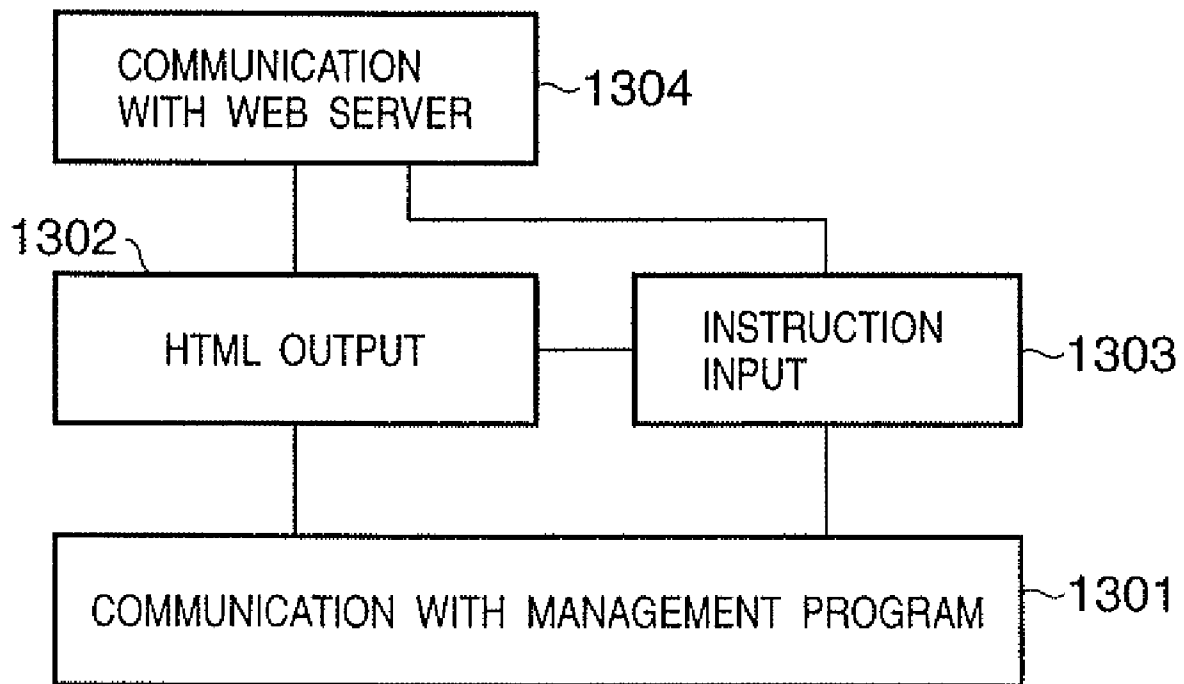 COMMUNICATION
WITH WEB SERVER
1304
1302
HTML OUTPUT
INSTRUCTION
INPUT
1303
COMMUNICATION WITH MANAGEMENT PROGRAM
1301